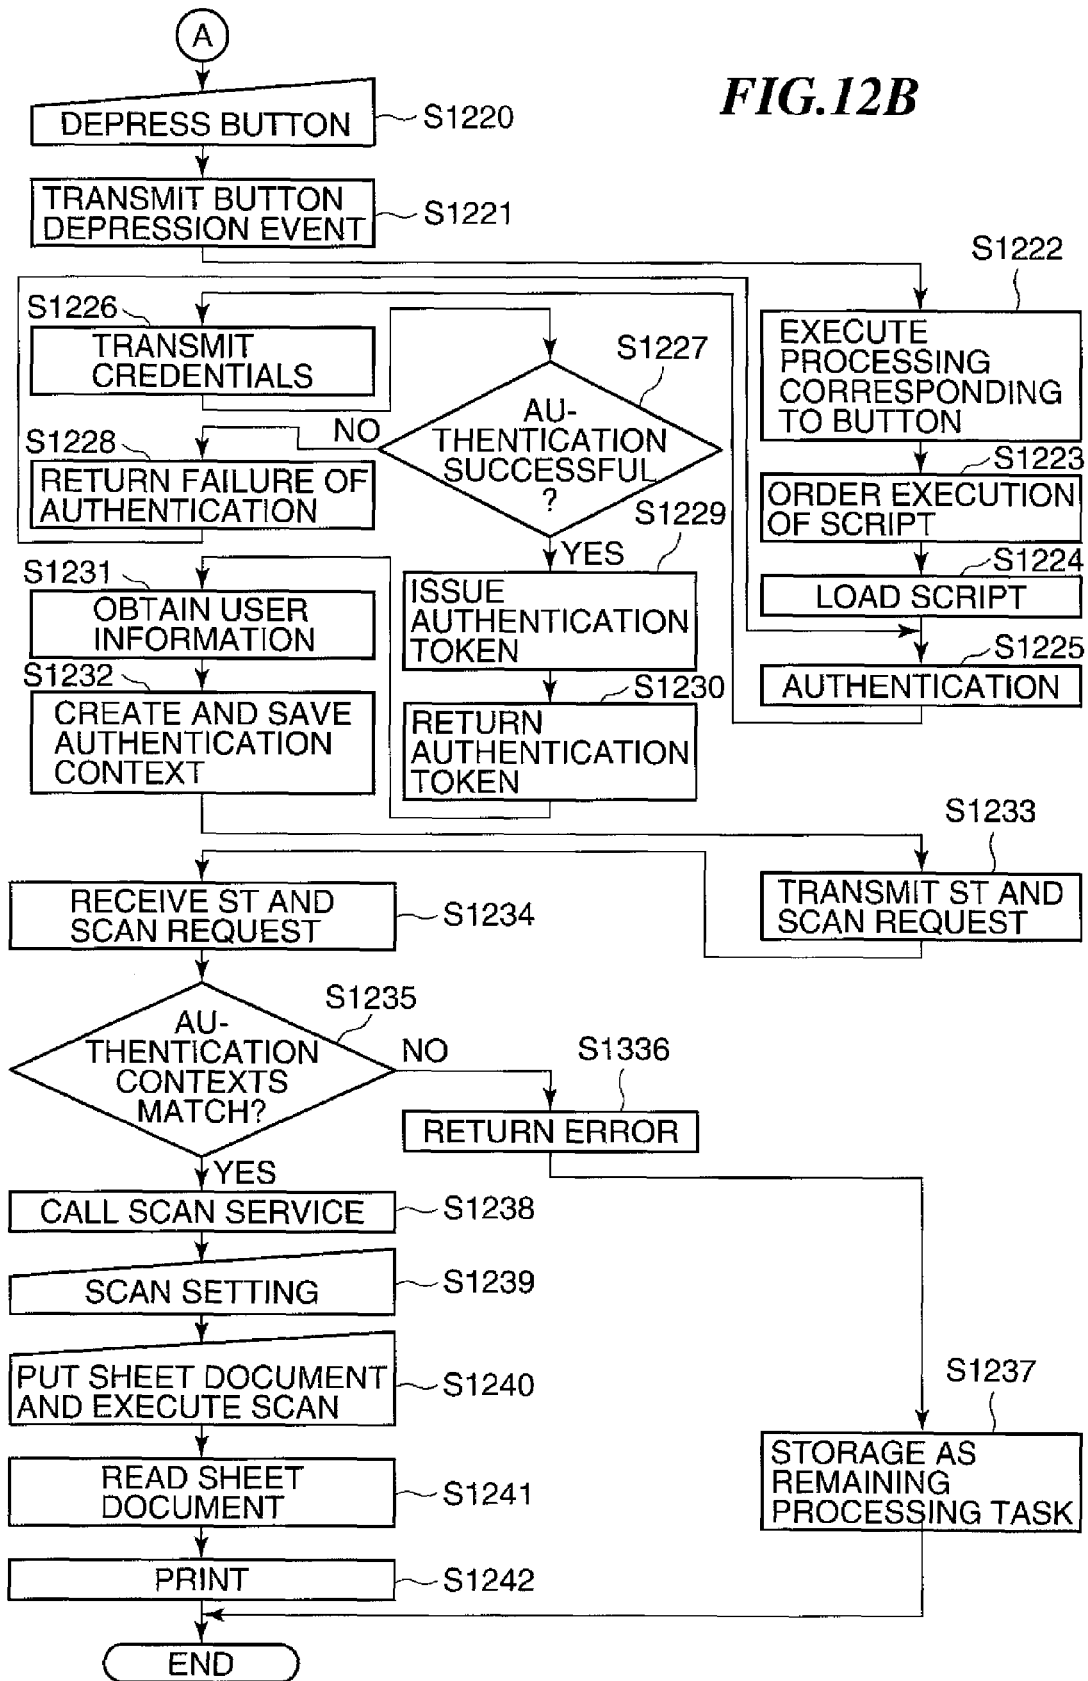 A
FIG.12B
DEPRESS BUTTON
S1220
TRANSMIT BUTTON
DEPRESSION EVENT
S1221
S1222
EXECUTE
PROCESSING
CORRESPONDING
TO BUTTON
S1226
TRANSMIT
CREDENTIALS
S1227
AU-
THENTICATION
SUCCESSFUL
?
NO
S1228
RETURN FAILURE OF
AUTHENTICATION
S1223
ORDER EXECUTION
OF SCRIPT
S1229
YES
ISSUE
AUTHENTICATION
TOKEN
S1224
LOAD SCRIPT
S1231
OBTAIN USER
INFORMATION
S1225
AUTHENTICATION
S1232
CREATE AND SAVE
AUTHENTICATION
CONTEXT
S1230
RETURN
AUTHENTICATION
TOKEN
S1233
TRANSMIT ST AND
SCAN REQUEST
RECEIVE ST AND
SCAN REQUEST
S1234
S1235
AU-
THENTICATION
CONTEXTS
MATCH?
NO
S1336
RETURN ERROR
YES
CALL SCAN SERVICE
S1238
SCAN SETTING
S1239
PUT SHEET DOCUMENT
AND EXECUTE SCAN
S1240
S1237
STORAGE AS
REMAINING
PROCESSING TASK
READ SHEET
DOCUMENT
S1241
PRINT
S1242
END